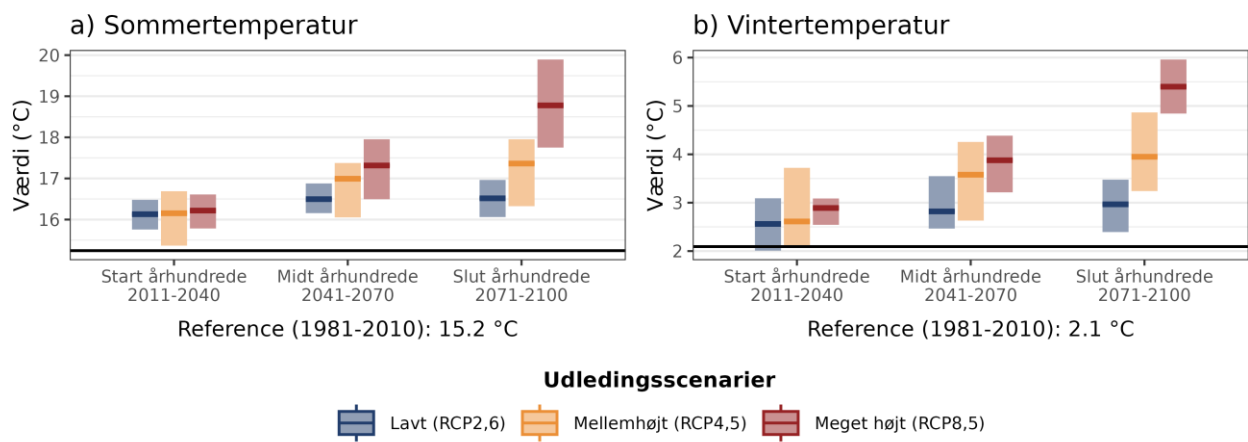 a) Sommertemperatur
Værdi (°C)
20
19
18
17
16
Start århundrede
2011-2040
Midt århundrede
2041-2070
Slut århundrede
2071-2100
Reference (1981-2010): 15.2 °C
b) Vintertemperatur
Værdi (°C)
6
5
4
3
2
Start århundrede
2011-2040
Midt århundrede
2041-2070
Slut århundrede
2071-2100
Reference (1981-2010): 2.1 °C
Udledingsscenarier
Lavt (RCP2,6)
Mellemhøjt (RCP4,5)
Meget højt (RCP8,5)